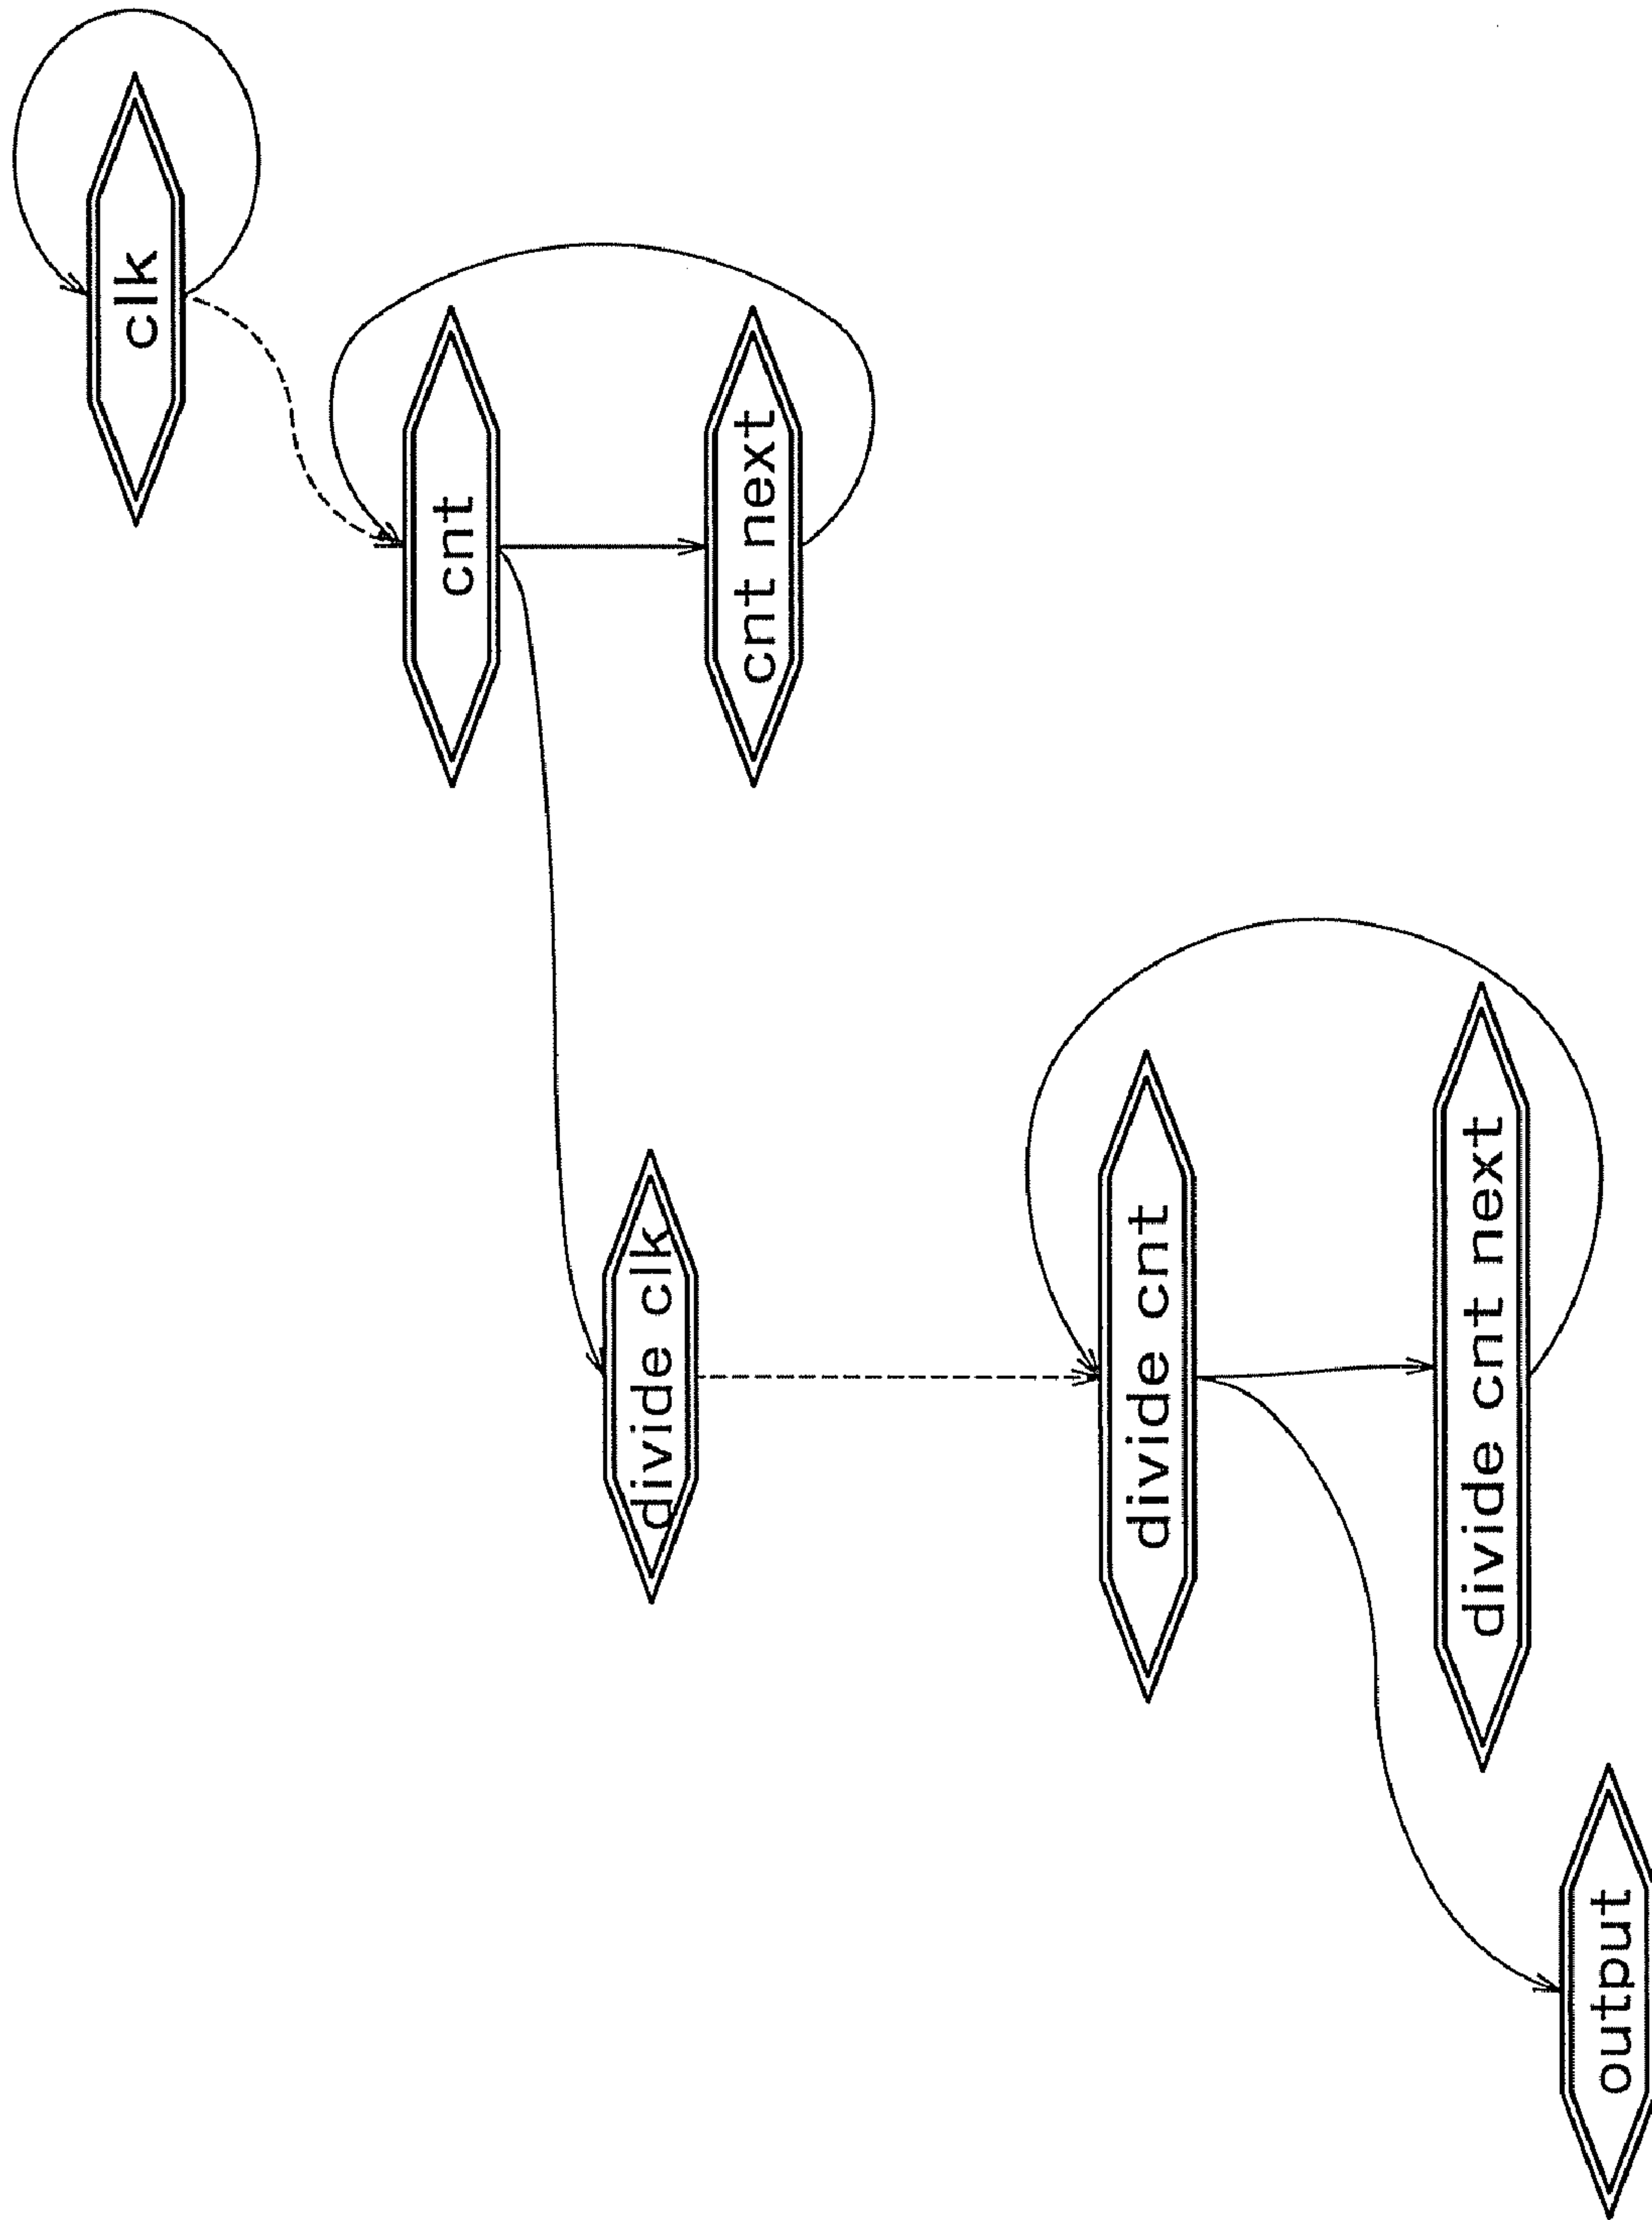 clk
cnt
cnt next
divide clk
divide cnt
divide cnt next
output